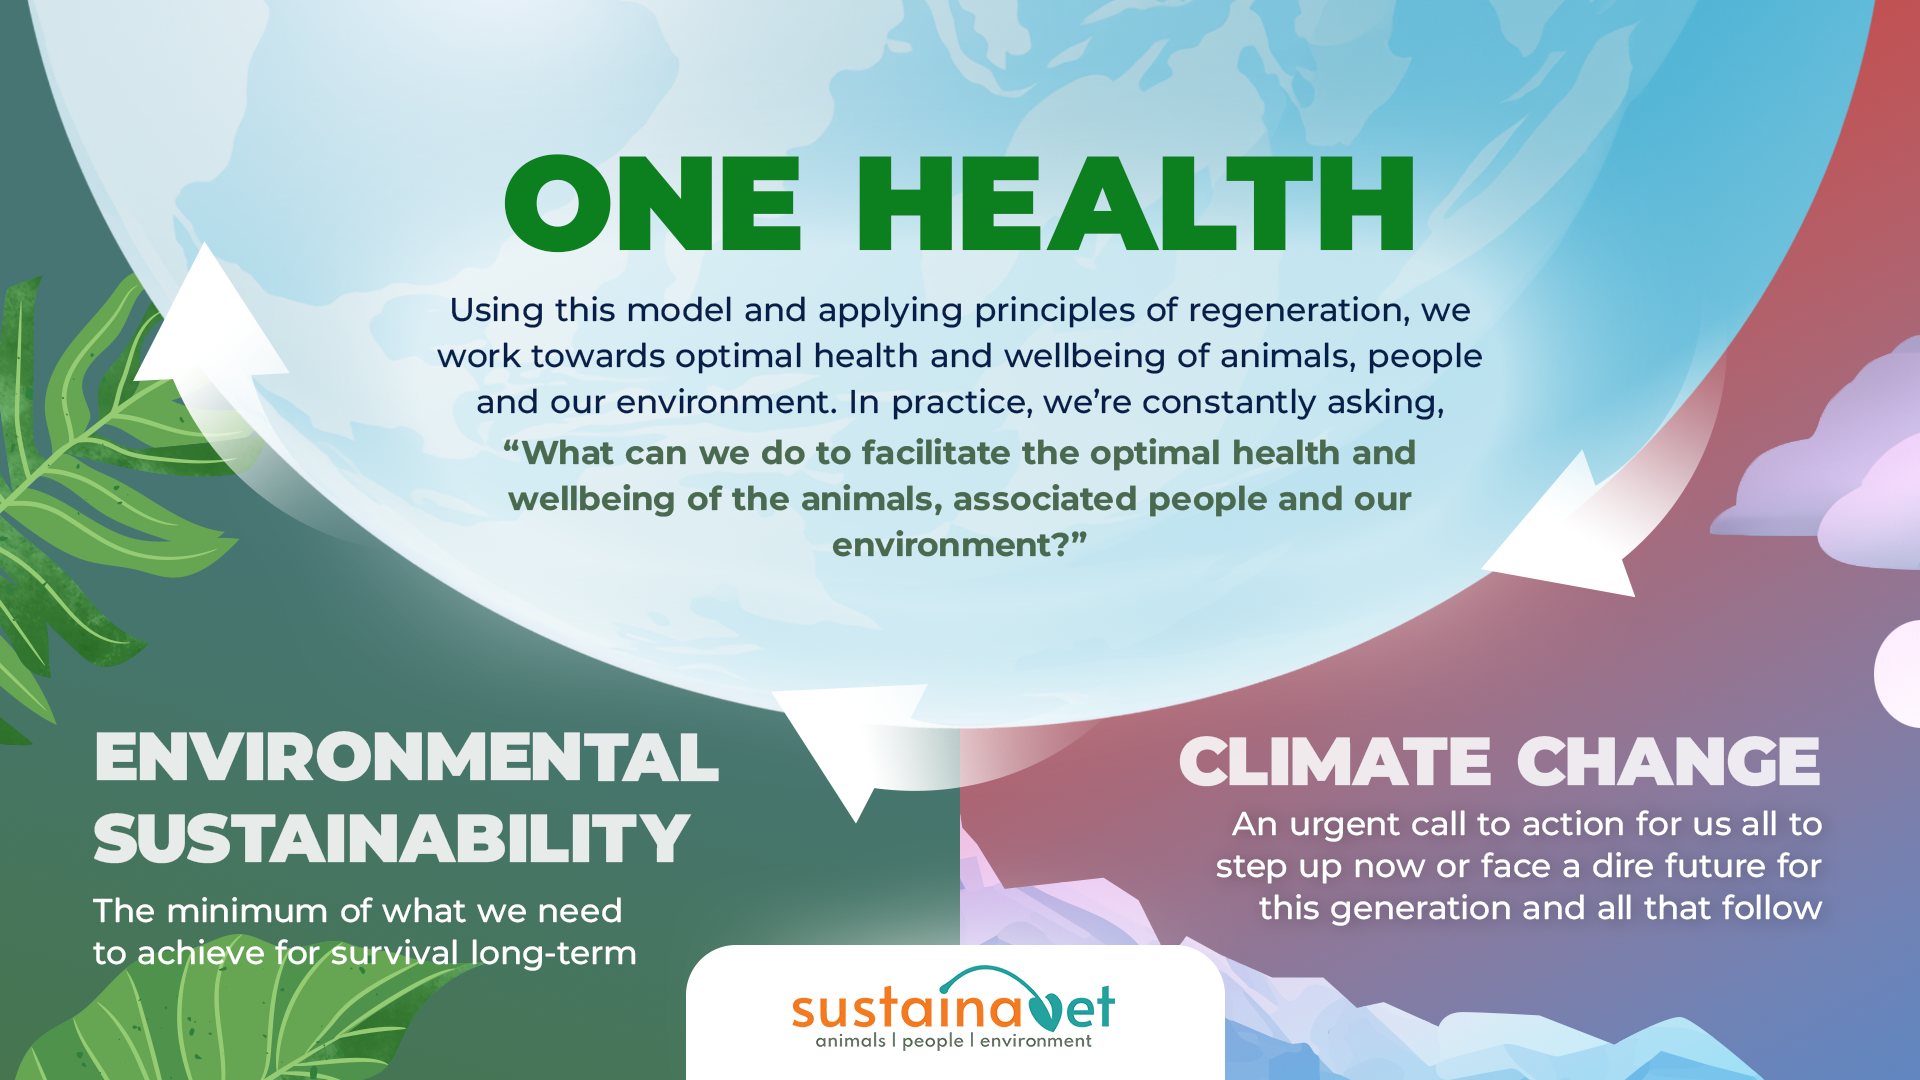 ONE HEALTH
Using this model and applying principles of regeneration, we
work towards optimal health and wellbeing of animals, people
and our environment. In practice, we’re constantly asking,
“What can we do to facilitate the optimal health and
wellbeing of the animals, associated people and our
environment?”
ENVIRONMENTAL
SUSTAINABILITY
The minimum of what we need
to achieve for survival long-term
CLIMATE CHANGE
An urgent call to action for us all to
step up now or face a dire future for
this generation and all that follow
sustainavet
animals | people | environment